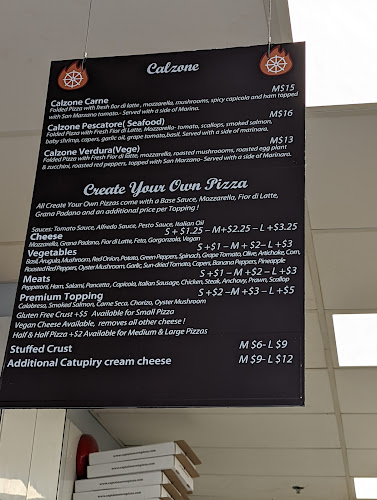 Calzone
Calzone Carne M$15
Folded Pizza with fresh fior di latte, mozzarella, mushrooms, spicy capicola and ham topped
with San Marzano tomato- Served with a side of Marina.
Calzone Pescatore( Seafood) M$16
Folded Pizza with Fresh Fior di Latte, Mozzarella- tomato, scallops, smoked salmon,
baby shrimp, capers, garlic oil, grape tomato,basil. Served with a side of marinara.
Calzone Verdura(Vege) M$13
Folded Pizza with Fresh Fior di latte, mozzarella, roasted mushrooms, roasted egg plant
& zucchini, roasted red peppers, topped with San Marzano- Served with a side of Marinara.
Create Your Own Pizza
All Create Your Own Pizzas come with a Base Sauce, Mozzarella, Fior di Latte,
Grana Padano and an additional price per Topping !
Sauces: Tomato Sauce, Alfredo Sauce, Pesto Sauce, Italian Oil
Cheese S + $1.25 – M+$2.25 – L +$3.25
Mozzarella, Grana Padano, Fior di Latte, Feta, Gorgonzola, Vegan
Vegetables S +$1 – M + $2– L +$3
Basil, Arugula, Mushroom, Red Onion, Potato, Green Peppers, Spinach, Grape Tomato, Olive, Artichoke, Corn,
Roasted Red Peppers, Oyster Mushroom, Garlic, Sun dried Tomato, Capers, Banana Peppers, Pineapple
Meats S +$1 – M +$2 – L +$3
Pepperoni, Ham, Salami, Pancetta, Capicola, Italian Sausage, Chicken, Steak, Anchovy, Prawn, Scallop
Premium Topping S +$2 –M +$3 – L +$5
Calabresa, Smoked Salmon, Carne Seca, Chorizo, Oyster Mushroom
Gluten Free Crust +$5 Available for Small Pizza
Vegan Cheese Available, removes all other cheese !
Half & Half Pizza +$2 Available for Medium & Large Pizzas
Stuffed Crust M $6- L $9
Additional Catupiry cream cheese M $9– L $12